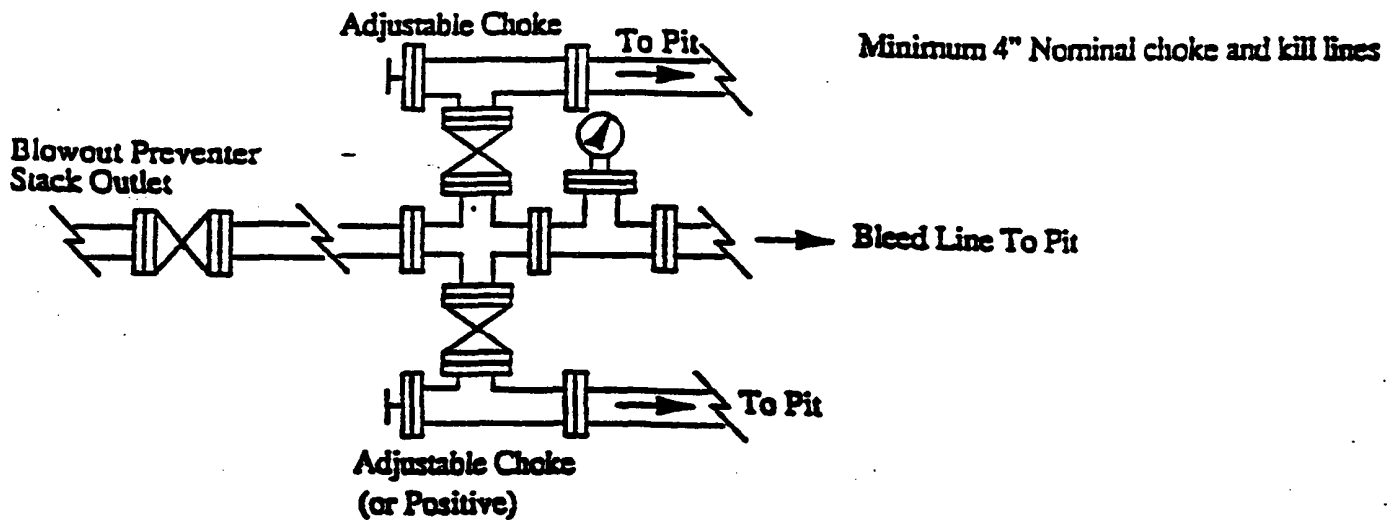 Adjustable Choke
To Pit
Minimum 4" Nominal choke and kill lines
Blowout Preventer
Stack Outlet
Bleed Line To Pit
To Pit
Adjustable Choke
(or Positive)